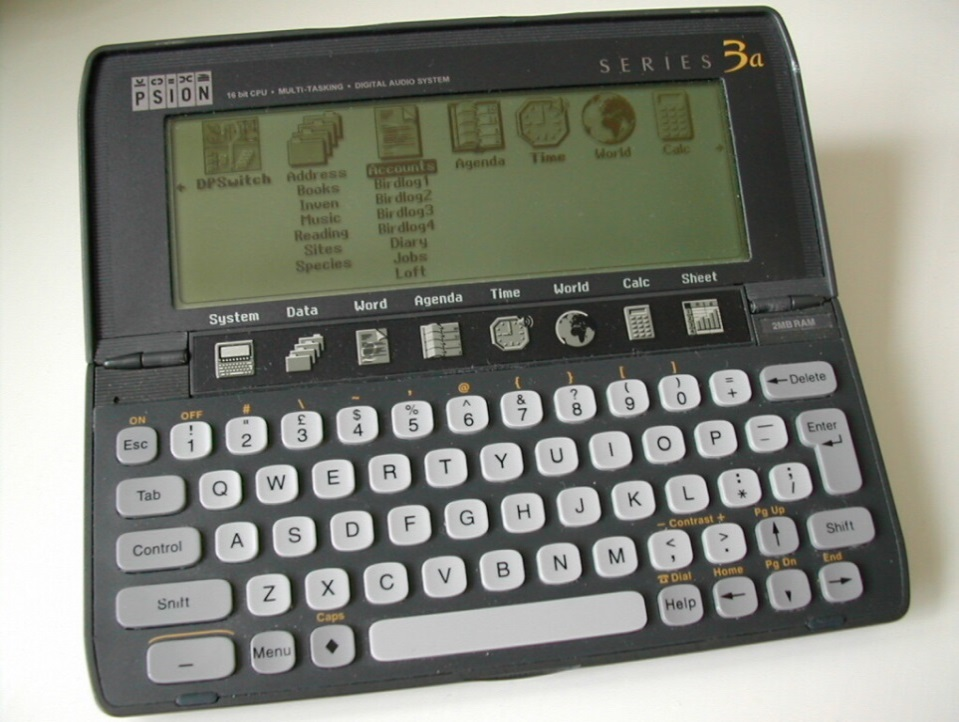 PSION
16 bit CPU • MULTI-TASKING • DIGITAL AUDIO SYSTEM
SERIES 3a
DPSwitch
Address
Books
Inven
Music
Reading
Sites
Species
Accounts
Birdlog1
Birdlog2
Birdlog3
Birdlog4
Diary
Jobs
Loft
Agenda
Time
World
Calc
System Data Word Agenda Time World Calc Sheet
2MB RAM
ON OFF # \ ~ ' @ { } [ ]
Esc ! 1 " 2 £ 3 $ 4 % 5 ^ 6 & 7 ? 8 ( 9 ) 0 = + ← Delete
Tab Q W E R T Y U I O P _ - Enter ↵
Control A S D F G H J K L : * ; /
− Contrast + Pg Up
Shift Z X C V B N M < , > . ↑ Shift
Caps ☎ Dial Home Pg Dn End
Menu ◆ Help ← ↓ →